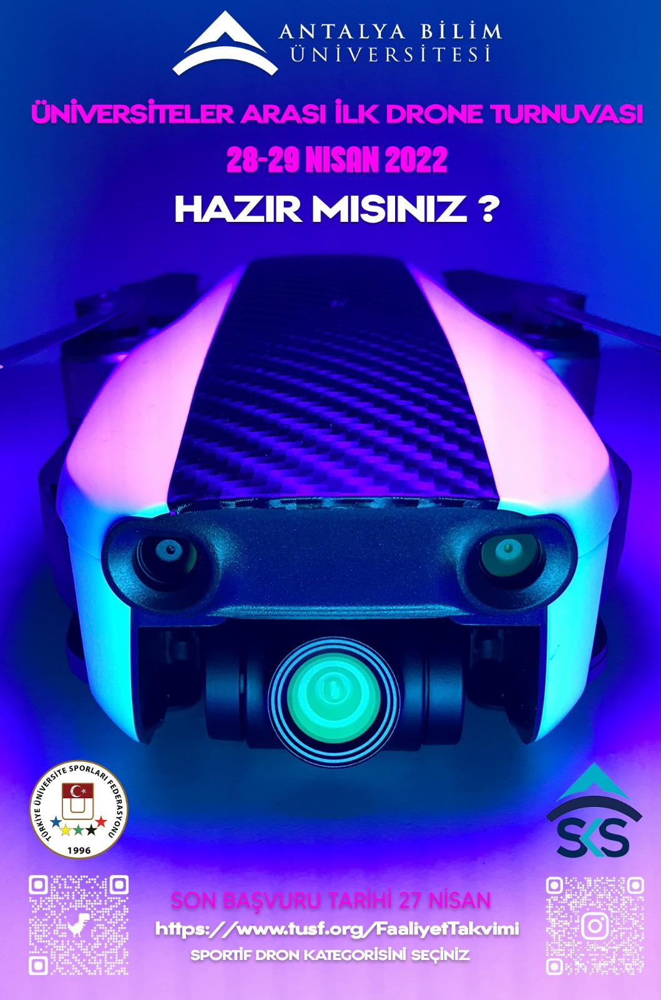 ANTALYA BİLİM
ÜNİVERSİTESİ
ÜNİVERSİTELER ARASI İLK DRONE TURNUVASI
28-29 NISAN 2022
HAZIR MISINIZ ?
TÜRKİYE ÜNİVERSİTE SPORLARI FEDERASYONU
1996
SKS
SON BAŞVURU TARİHİ 27 NİSAN
https://www.tusf.org/FaaliyetTakvimi
SPORTİF DRON KATEGORİSİNİ SEÇİNİZ